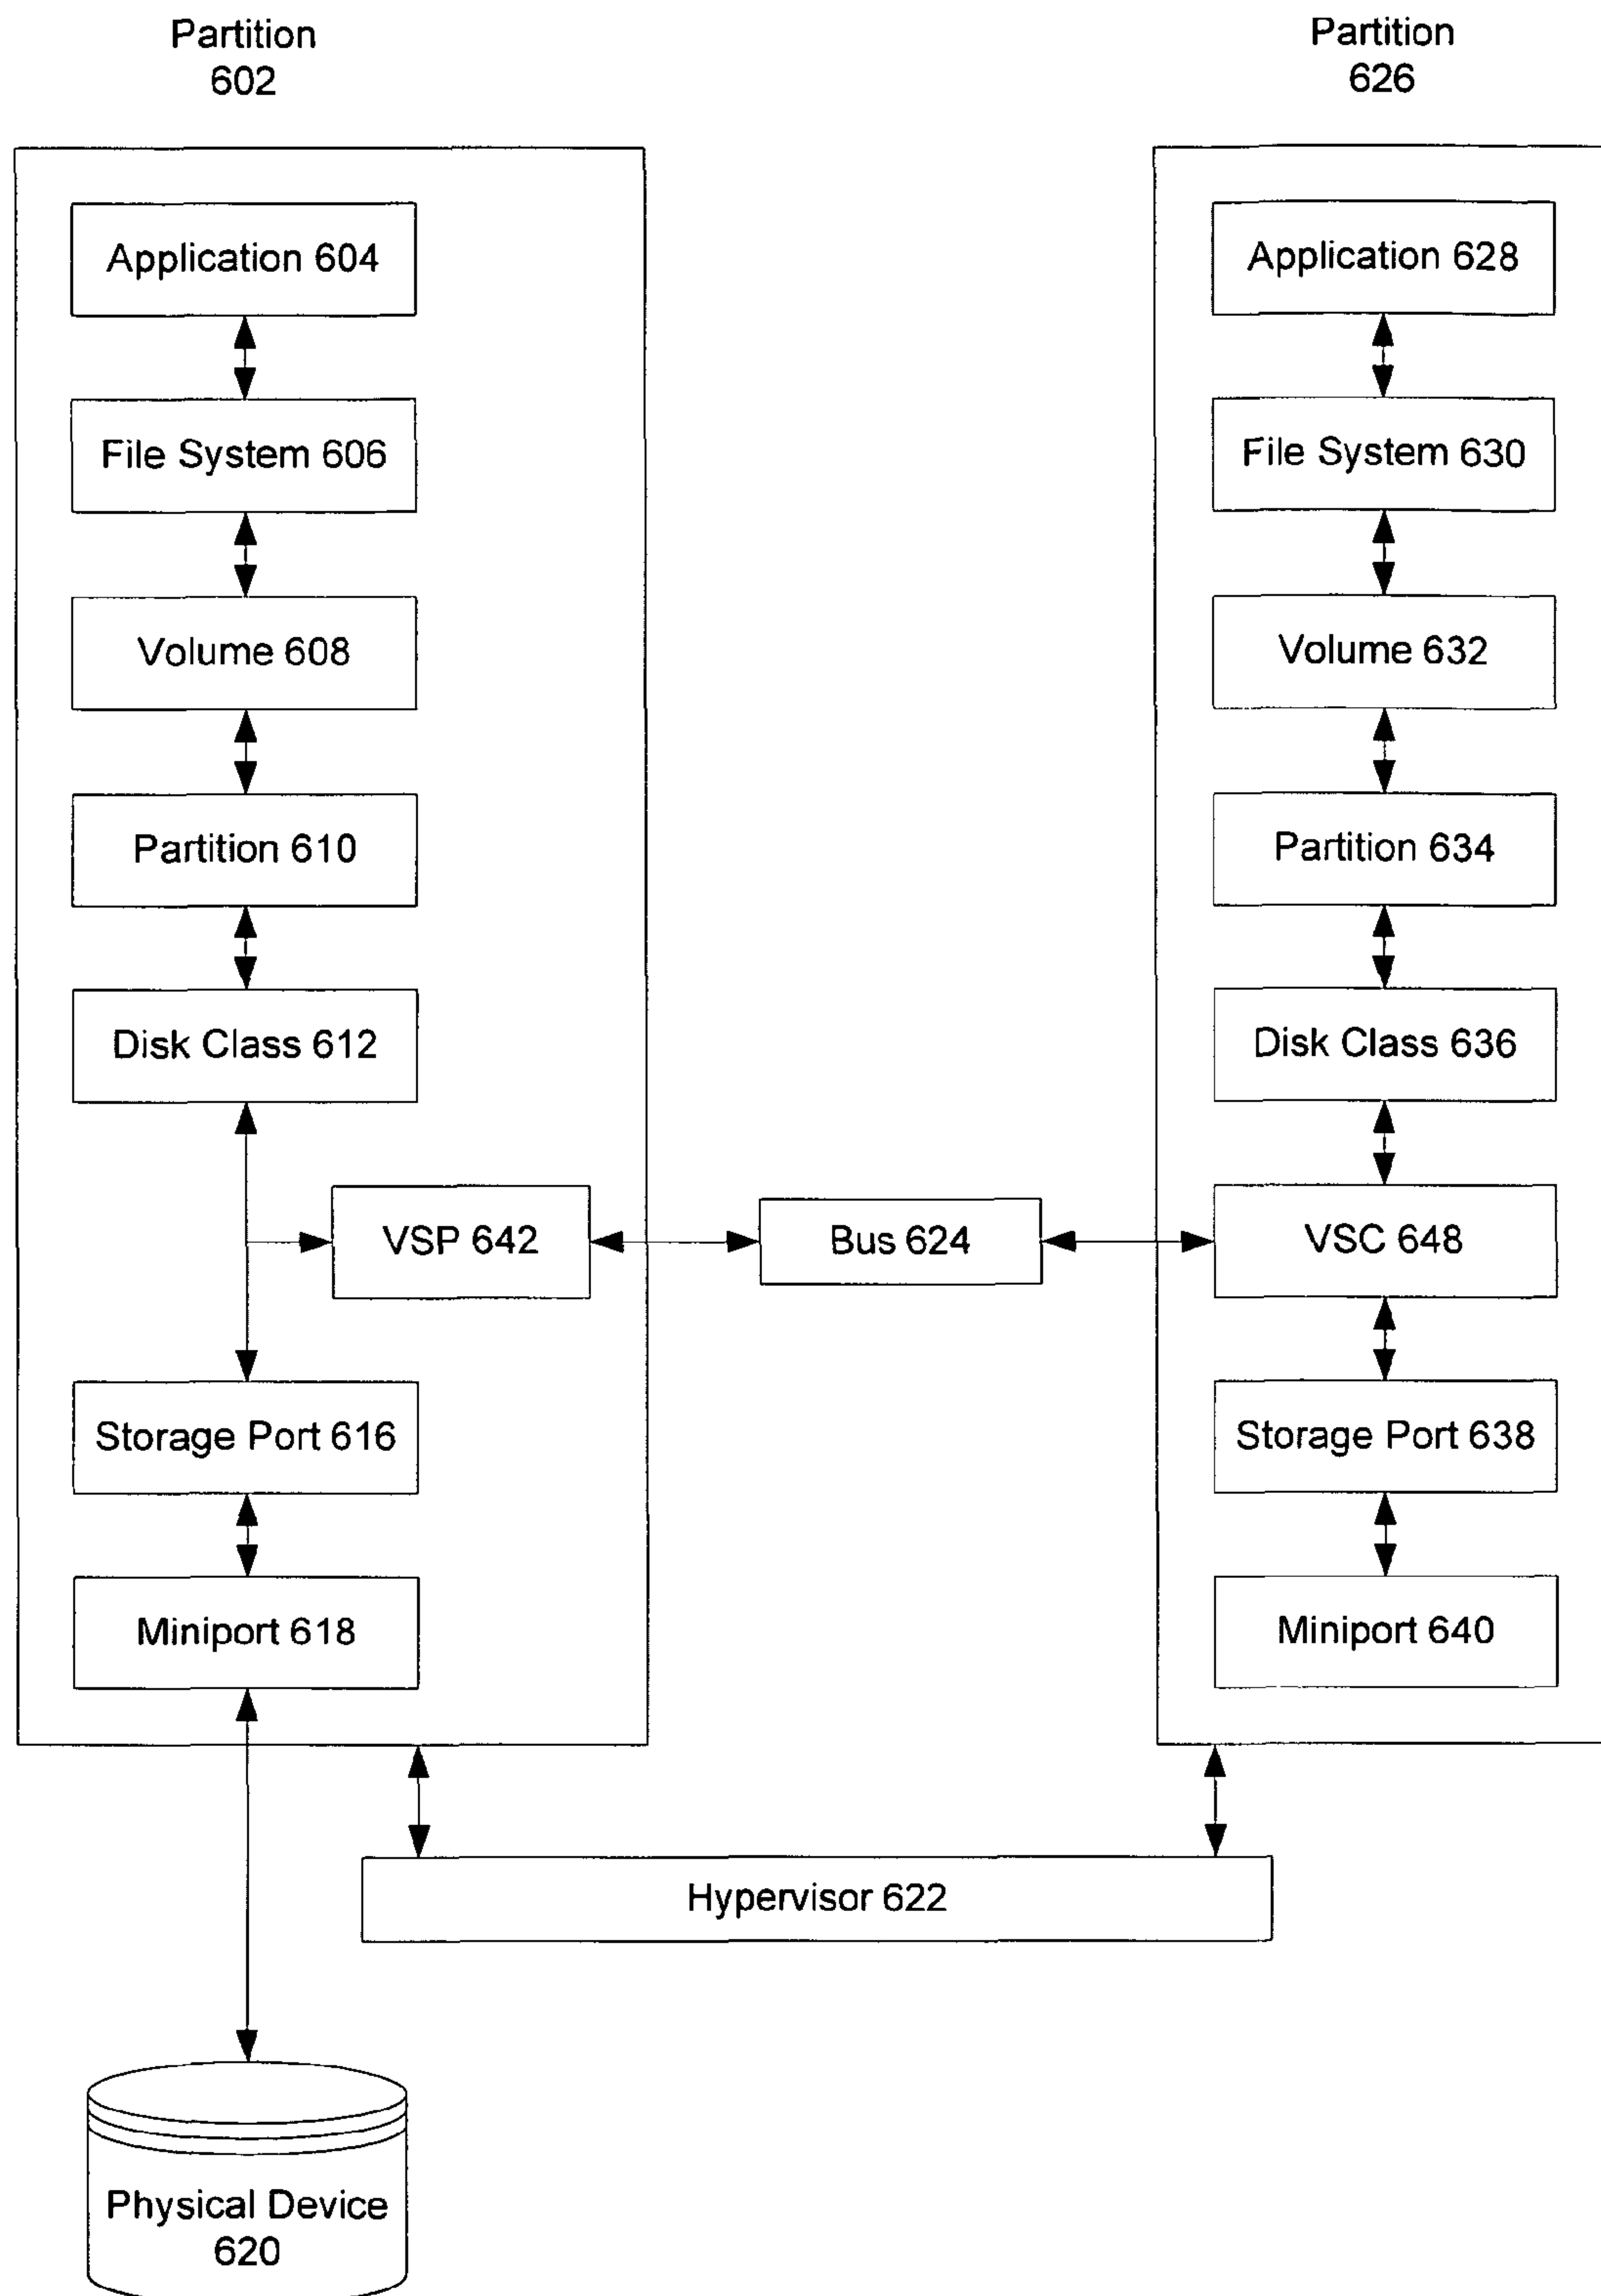 Partition
602
Application 604
File System 606
Volume 608
Partition 610
Disk Class 612
VSP 642
Storage Port 616
Miniport 618
Bus 624
Partition
626
Application 628
File System 630
Volume 632
Partition 634
Disk Class 636
VSC 648
Storage Port 638
Miniport 640
Hypervisor 622
Physical Device
620